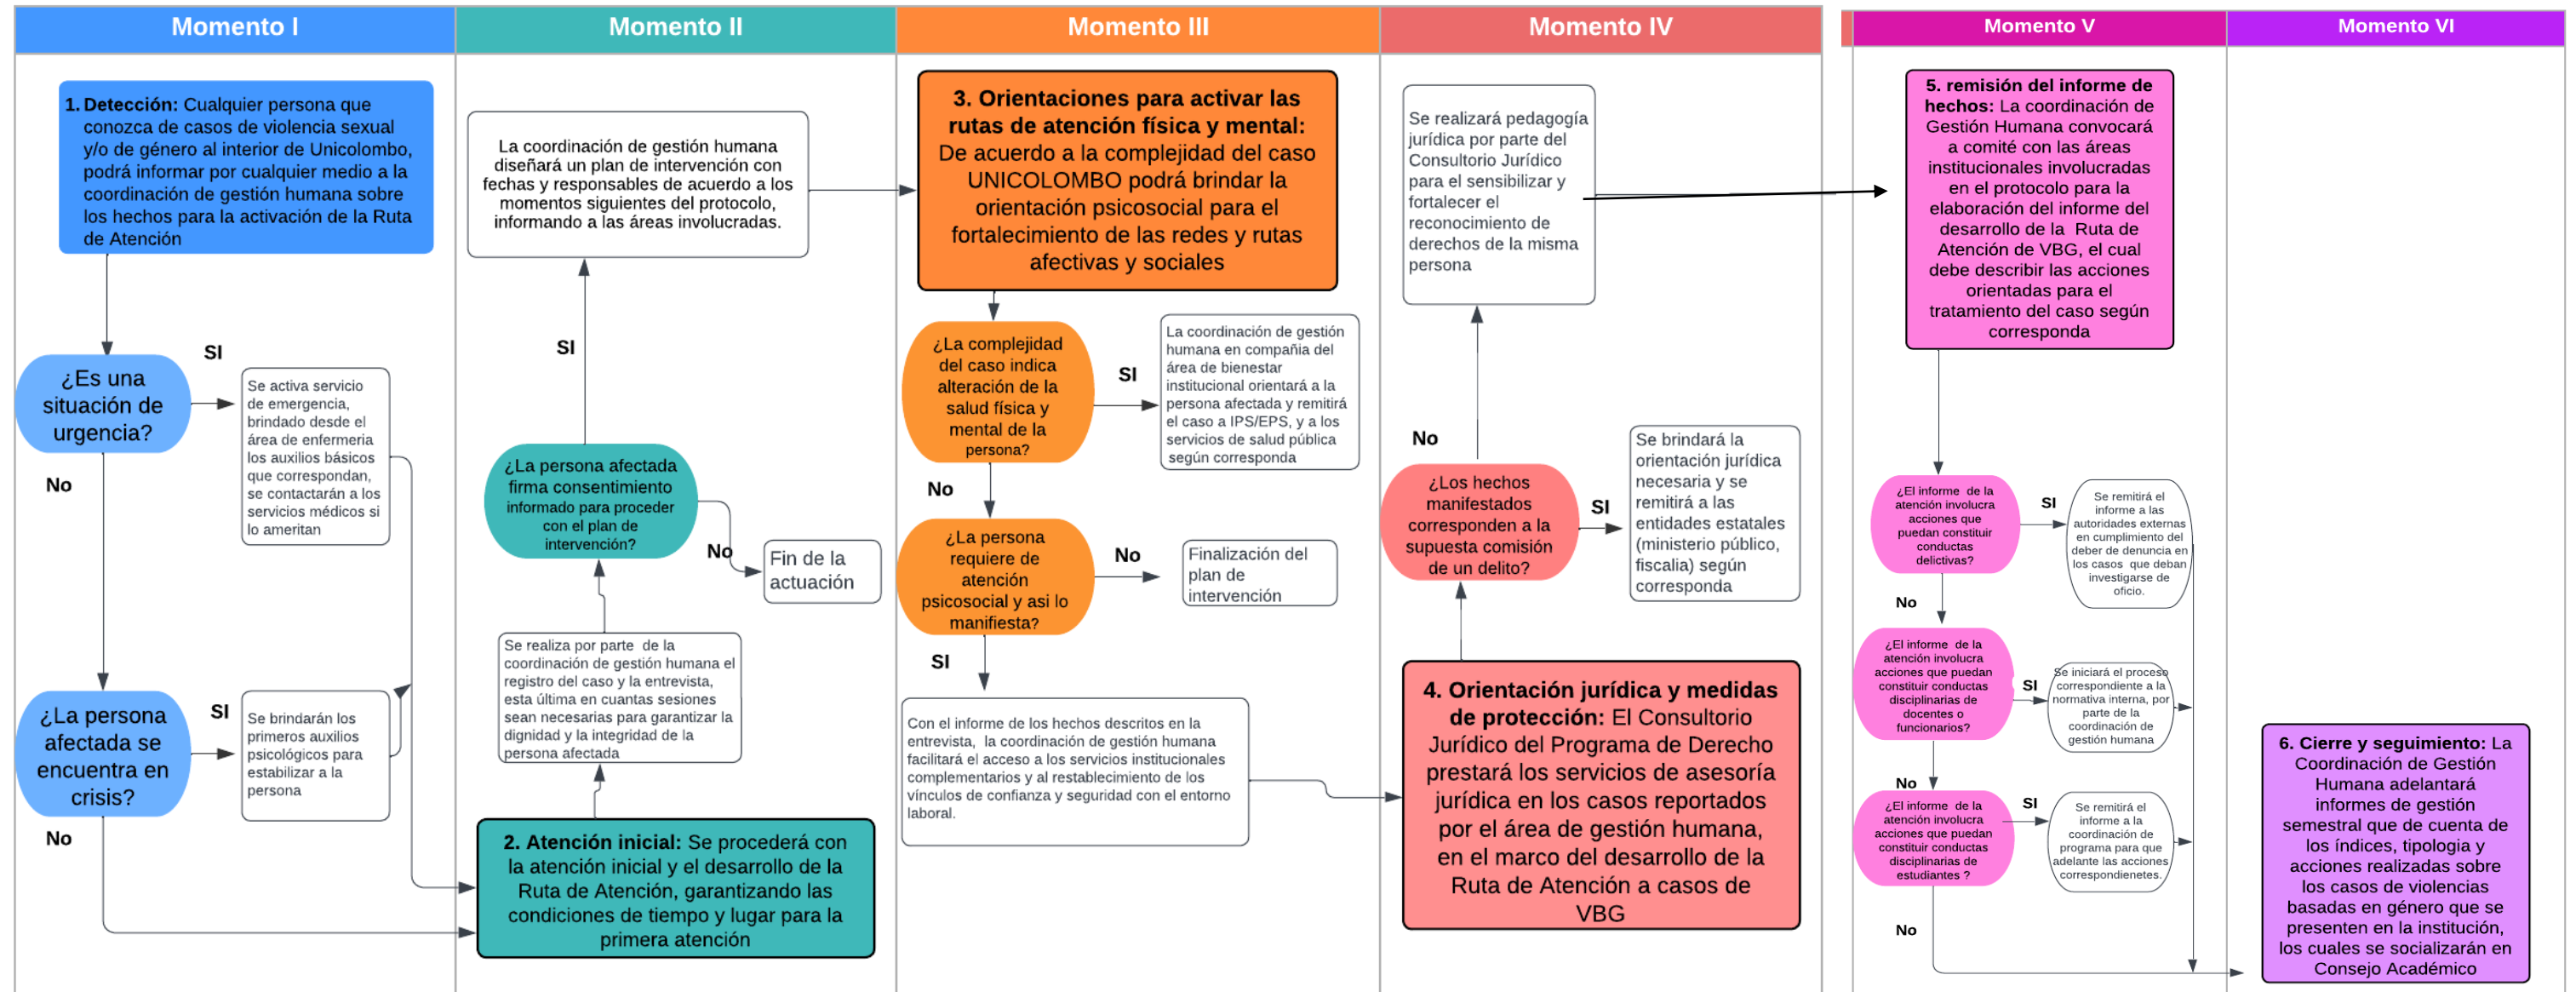 Momento I
1. Detección: Cualquier persona que
conozca de casos de violencia sexual
y/o de género al interior de Unicolombo,
podrá informar por cualquier medio a la
coordinación de gestión humana sobre
los hechos para la activación de la Ruta
de Atención
¿Es una
situación de
urgencia?
SI
Se activa servicio
de emergencia,
brindado desde el
área de enfermeria
los auxilios básicos
que correspondan,
se contactarán a los
servicios médicos si
lo ameritan
No
¿La persona
afectada se
encuentra en
crisis?
SI
Se brindarán los
primeros auxilios
psicológicos para
estabilizar a la
persona
No
Momento II
La coordinación de gestión humana
diseñará un plan de intervención con
fechas y responsables de acuerdo a los
momentos siguientes del protocolo,
informando a las áreas involucradas.
SI
¿La persona afectada
firma consentimiento
informado para proceder
con el plan de
intervención?
No
Fin de la
actuación
Se realiza por parte de la
coordinación de gestión humana el
registro del caso y la entrevista,
esta última en cuantas sesiones
sean necesarias para garantizar la
dignidad y la integridad de la
persona afectada
2. Atención inicial: Se procederá con
la atención inicial y el desarrollo de la
Ruta de Atención, garantizando las
condiciones de tiempo y lugar para la
primera atención
Momento III
3. Orientaciones para activar las
rutas de atención física y mental:
De acuerdo a la complejidad del caso
UNICOLOMBO podrá brindar la
orientación psicosocial para el
fortalecimiento de las redes y rutas
afectivas y sociales
¿La complejidad
del caso indica
alteración de la
salud física y
mental de la
persona?
SI
La coordinación de gestión
humana en compañia del
área de bienestar
institucional orientará a la
persona afectada y remitirá
el caso a IPS/EPS, y a los
servicios de salud pública
según corresponda
No
¿La persona
requiere de
atención
psicosocial y asi lo
manifiesta?
No
Finalización del
plan de
intervención
SI
Con el informe de los hechos descritos en la
entrevista, la coordinación de gestión humana
facilitará el acceso a los servicios institucionales
complementarios y al restablecimiento de los
vínculos de confianza y seguridad con el entorno
laboral.
Momento IV
Se realizará pedagogía
jurídica por parte del
Consultorio Jurídico
para el sensibilizar y
fortalecer el
reconocimiento de
derechos de la misma
persona
No
¿Los hechos
manifestados
corresponden a la
supuesta comisión
de un delito?
SI
Se brindará la
orientación jurídica
necesaria y se
remitirá a las
entidades estatales
(ministerio público,
fiscalia) según
corresponda
4. Orientación jurídica y medidas
de protección: El Consultorio
Jurídico del Programa de Derecho
prestará los servicios de asesoría
jurídica en los casos reportados
por el área de gestión humana,
en el marco del desarrollo de la
Ruta de Atención a casos de
VBG
Momento V
5. remisión del informe de
hechos: La coordinación de
Gestión Humana convocará
a comité con las áreas
institucionales involucradas
en el protocolo para la
elaboración del informe del
desarrollo de la Ruta de
Atención de VBG, el cual
debe describir las acciones
orientadas para el
tratamiento del caso según
corresponda
¿El informe de la
atención involucra
acciones que
puedan constituir
conductas
delictivas?
SI
Se remitirá el
informe a las
autoridades externas
en cumplimiento del
deber de denuncia en
los casos que deban
investigarse de
oficio.
No
¿El informe de la
atención involucra
acciones que puedan
constituir conductas
disciplinarias de
docentes o
funcionarios?
SI
Se iniciará el proceso
correspondiente a la
normativa interna, por
parte de la
coordinación de
gestión humana
No
¿El informe de la
atención involucra
acciones que puedan
constituir conductas
disciplinarias de
estudiantes ?
SI
Se remitirá el
informe a la
coordinación de
programa para que
adelante las acciones
correspondienetes.
No
Momento VI
6. Cierre y seguimiento: La
Coordinación de Gestión
Humana adelantará
informes de gestión
semestral que de cuenta de
los índices, tipologia y
acciones realizadas sobre
los casos de violencias
basadas en género que se
presenten en la institución,
los cuales se socializarán en
Consejo Académico